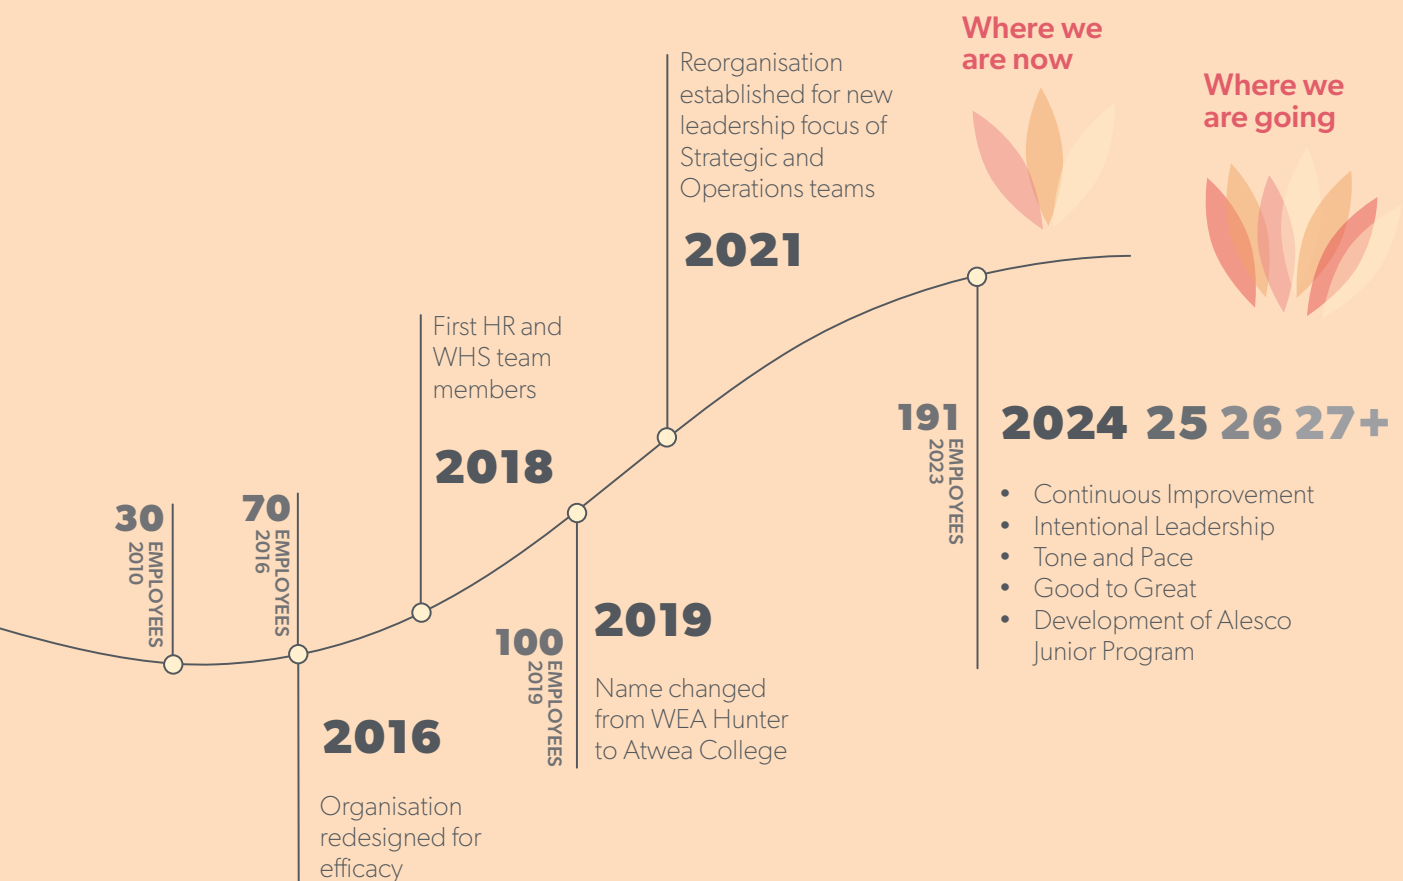 30
EMPLOYEES
2010
70
EMPLOYEES
2016
2016
Organisation
redesigned for
efficacy
First HR and
WHS team
members
2018
100
EMPLOYEES
2019
2019
Name changed
from WEA Hunter
to Atwea College
Reorganisation
established for new
leadership focus of
Strategic and
Operations teams
2021
Where we
are now
Where we
are going
191
EMPLOYEES
2023
2024 25 26 27+
• Continuous Improvement
• Intentional Leadership
• Tone and Pace
• Good to Great
• Development of Alesco
Junior Program